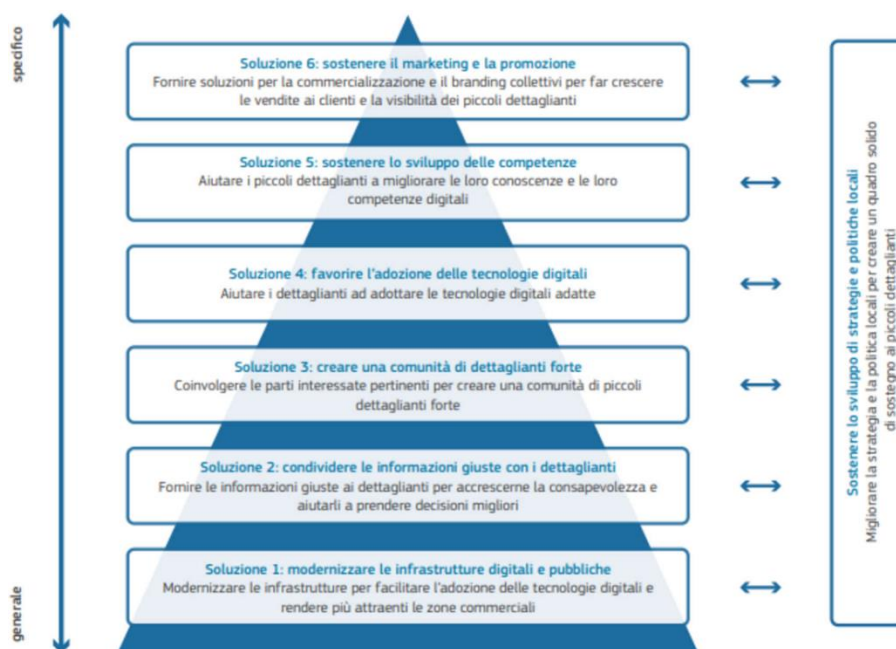 specifico
Soluzione 6: sostenere il marketing e la promozione
Fornire soluzioni per la commercializzazione e il branding collettivi per far crescere
le vendite ai clienti e la visibilità dei piccoli dettaglianti
Soluzione 5: sostenere lo sviluppo delle competenze
Aiutare i piccoli dettaglianti a migliorare le loro conoscenze e le loro
competenze digitali
Soluzione 4: favorire l'adozione delle tecnologie digitali
Aiutare i dettaglianti ad adottare le tecnologie digitali adatte
Soluzione 3: creare una comunità di dettaglianti forte
Coinvolgere le parti interessate pertinenti per creare una comunità di piccoli
dettaglianti forte
Soluzione 2: condividere le informazioni giuste con i dettaglianti
Fornire le informazioni giuste ai dettaglianti per accrescerne la consapevolezza e
aiutarli a prendere decisioni migliori
Soluzione 1: modernizzare le infrastrutture digitali e pubbliche
Modernizzare le infrastrutture per facilitare l'adozione delle tecnologie digitali e
rendere più attraenti le zone commerciali
generale
Sostenere lo sviluppo di strategie e politiche locali
Migliorare la strategia e la politica locali per creare un quadro solido
di sostegno ai piccoli dettaglianti